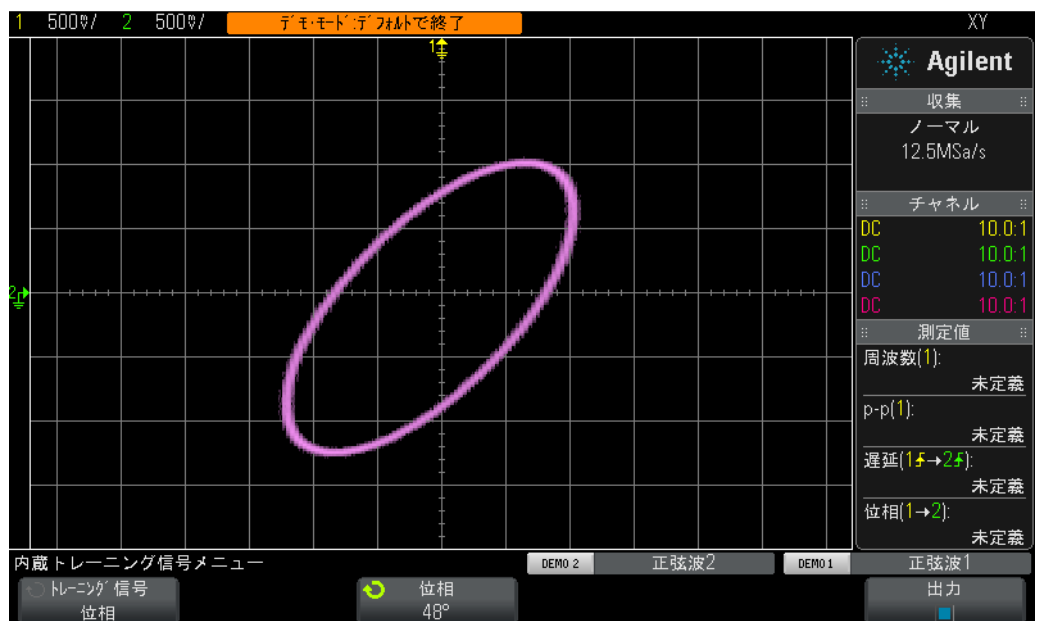 1 500㎷/ 2 500㎷/ ﾃﾞﾓ･ﾓｰﾄﾞ:ﾃﾞﾌｫﾙﾄで終了 XY
1
2
Agilent
収集
ノーマル
12.5MSa/s
チャネル
DC 10.0:1
DC 10.0:1
DC 10.0:1
DC 10.0:1
測定値
周波数(1):
未定義
p-p(1):
未定義
遅延(1→2):
未定義
位相(1→2):
未定義
内蔵トレーニング信号メニュー
DEMO 2 正弦波2 DEMO 1 正弦波1
ﾄﾚｰﾆﾝｸﾞ信号
位相
位相
48°
出力